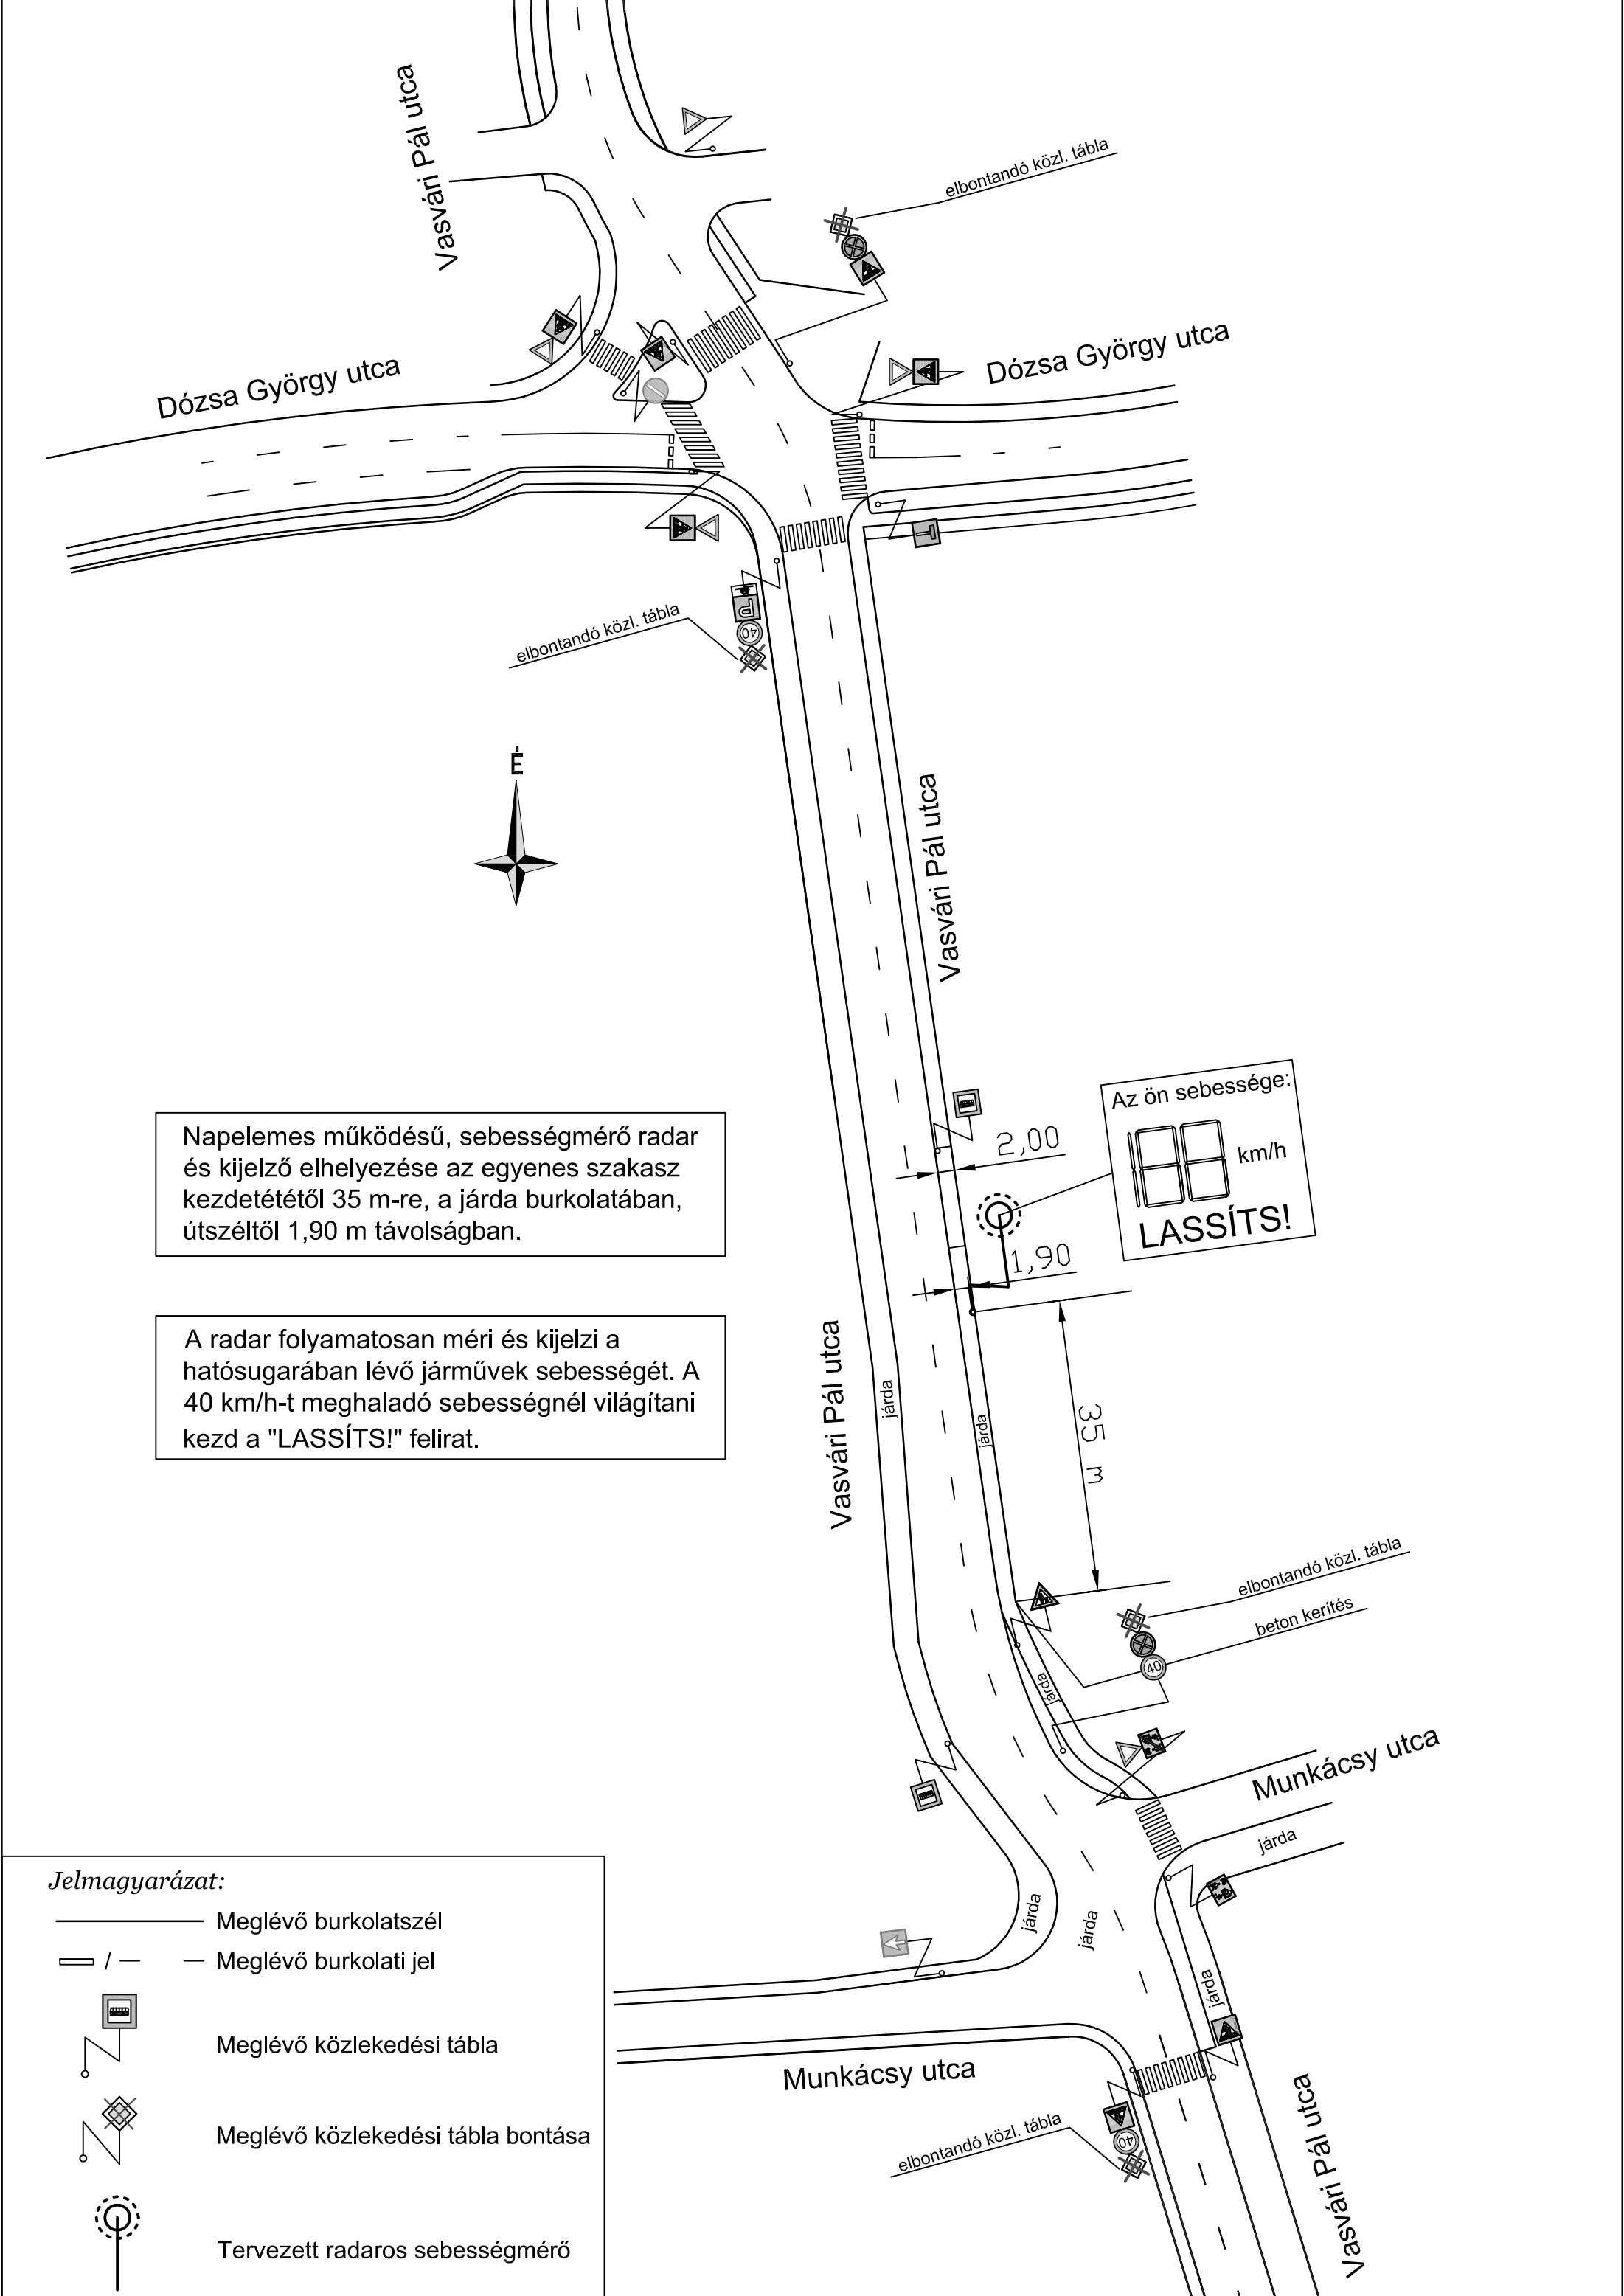 Vasvári Pál utca
elbontandó közl. tábla
Dózsa György utca
Dózsa György utca
P
40
elbontandó közl. tábla
É
Vasvári Pál utca
Az ön sebessége:
km/h
LASSÍTS!
2,00
1,90
Napelemes működésű, sebességmérő radar
és kijelző elhelyezése az egyenes szakasz
kezdetététől 35 m-re, a járda burkolatában,
útszéltől 1,90 m távolságban.
A radar folyamatosan méri és kijelzi a
hatósugarában lévő járművek sebességét. A
40 km/h-t meghaladó sebességnél világítani
kezd a "LASSÍTS!" felirat.
Vasvári Pál utca
járda
járda
35 m
elbontandó közl. tábla
beton kerítés
40
járda
Munkácsy utca
járda
járda
járda
járda
Munkácsy utca
40
elbontandó közl. tábla
Vasvári Pál utca
Jelmagyarázat:
Meglévő burkolatszél
/ Meglévő burkolati jel
Meglévő közlekedési tábla
Meglévő közlekedési tábla bontása
Tervezett radaros sebességmérő